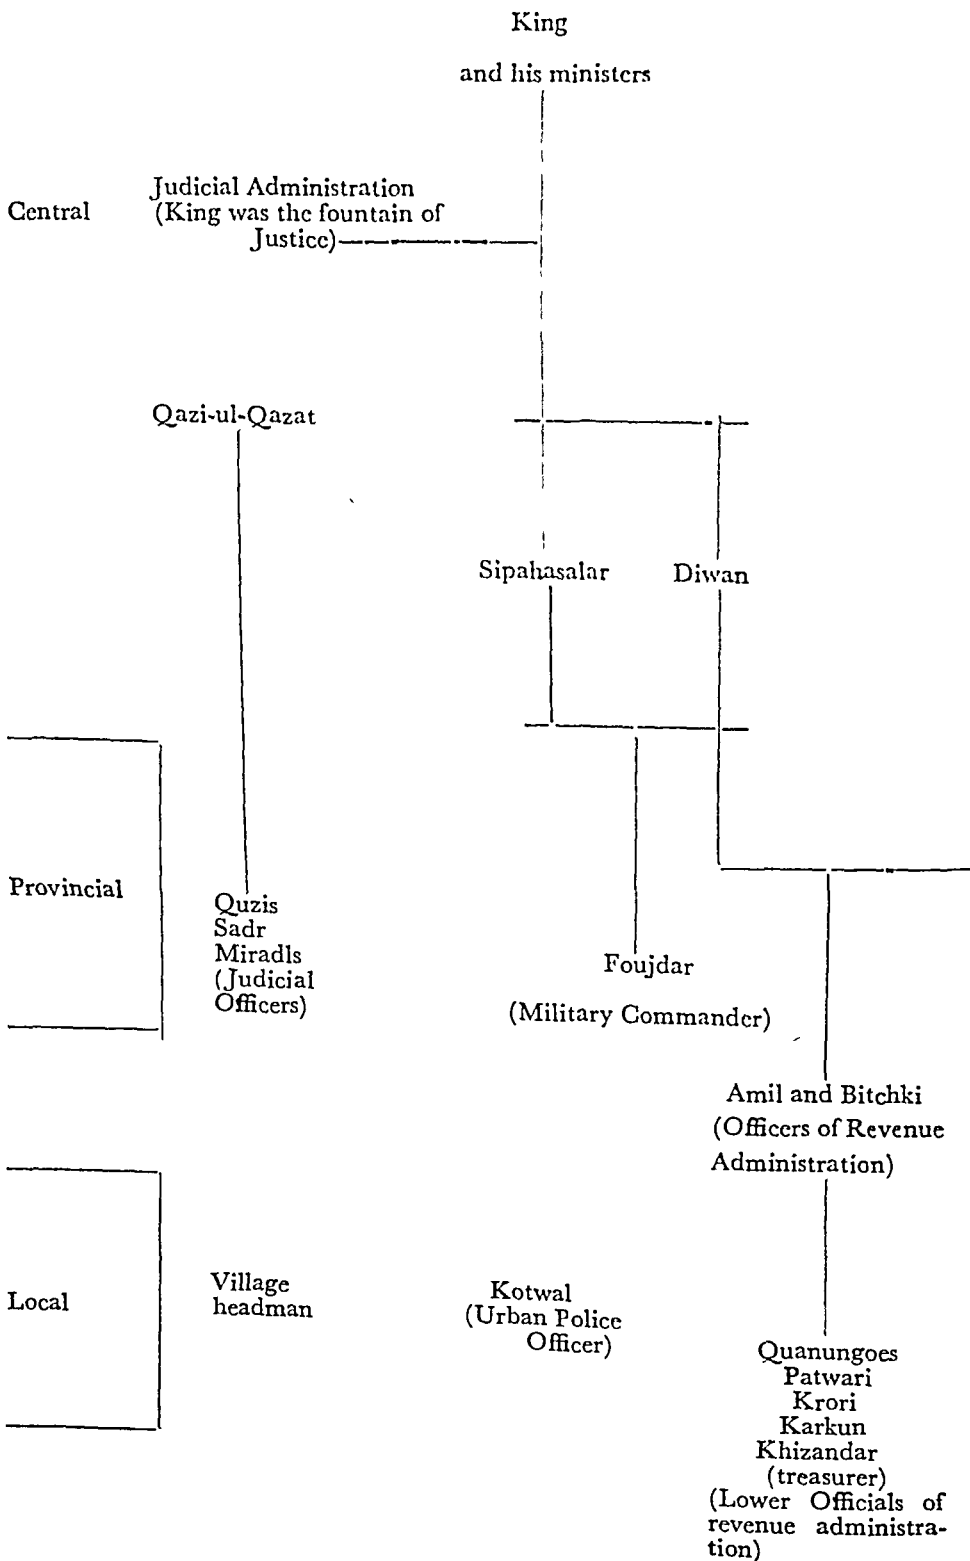 King
and his ministers
Judicial Administration
Central
(King was the fountain of
Justice)
Qazi-ul-Qazat
Sipahasalar
Diwan
Provincial
Quzis
Sadr
Miradls
(Judicial
Officers)
Foujdar
(Military Commander)
Amil and Bitchki
(Officers of Revenue
Administration)
Local
Village
headman
Kotwal
(Urban Police
Officer)
Quanungoes
Patwari
Krori
Karkun
Khizandar
(treasurer)
(Lower Officials of
revenue administra-
tion)